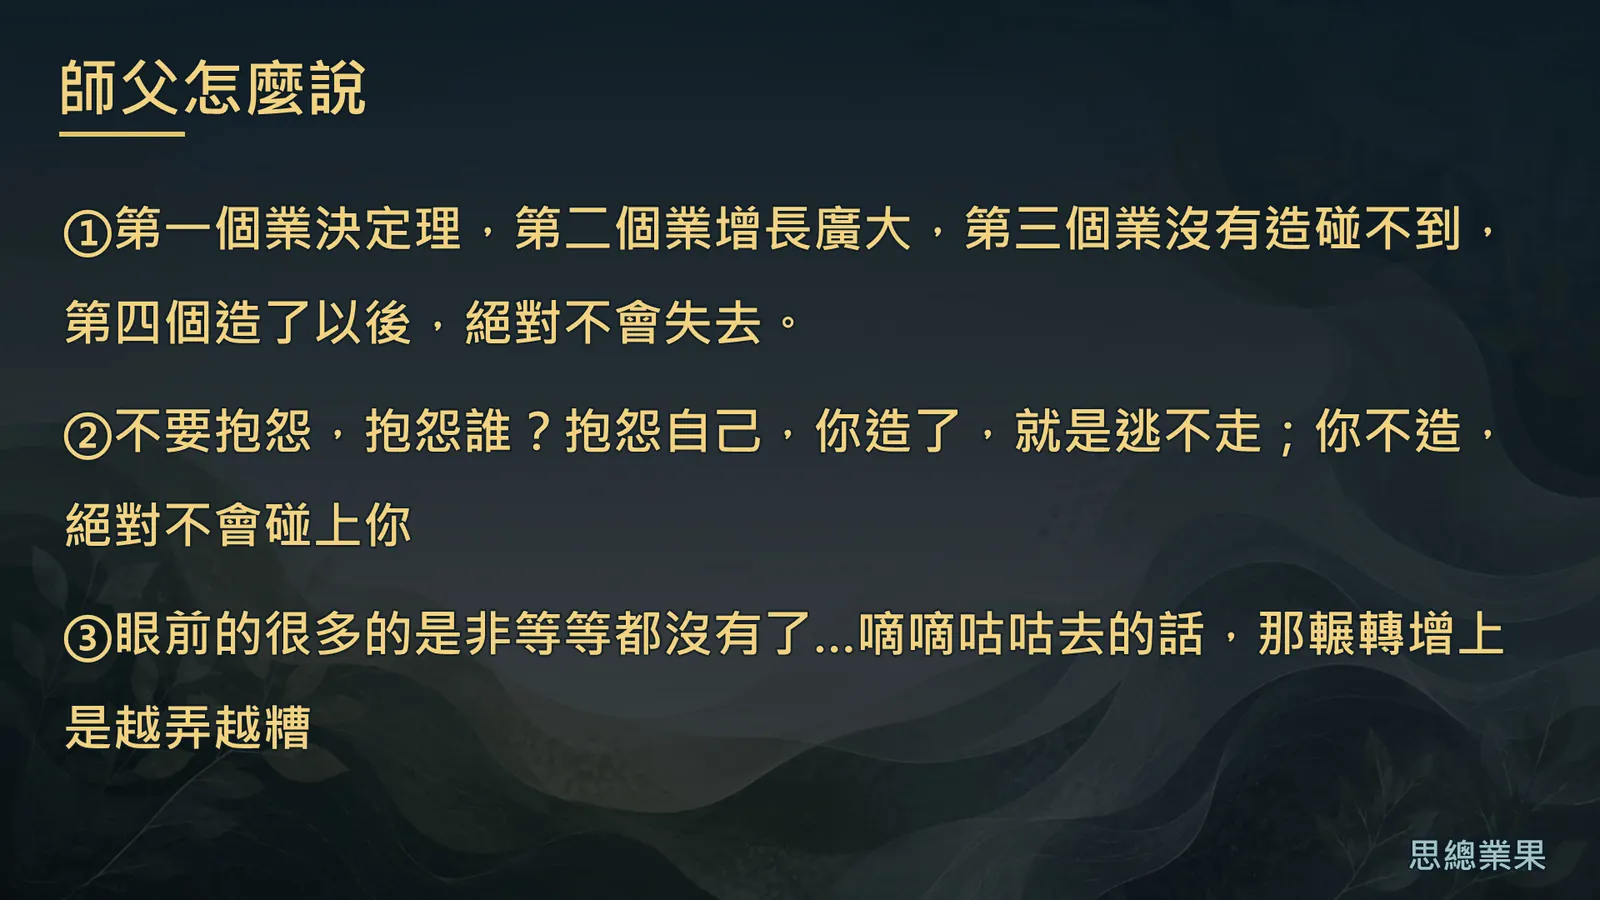 師父怎麼說
①第一個業決定理，第二個業增長廣大，第三個業沒有造碰不到，
第四個造了以後，絕對不會失去。
②不要抱怨，抱怨誰？抱怨自己，你造了，就是逃不走；你不造，
絕對不會碰上你
③眼前的很多的是非等等都沒有了…嘀嘀咕咕去的話，那輾轉增上
是越弄越糟
思總業果